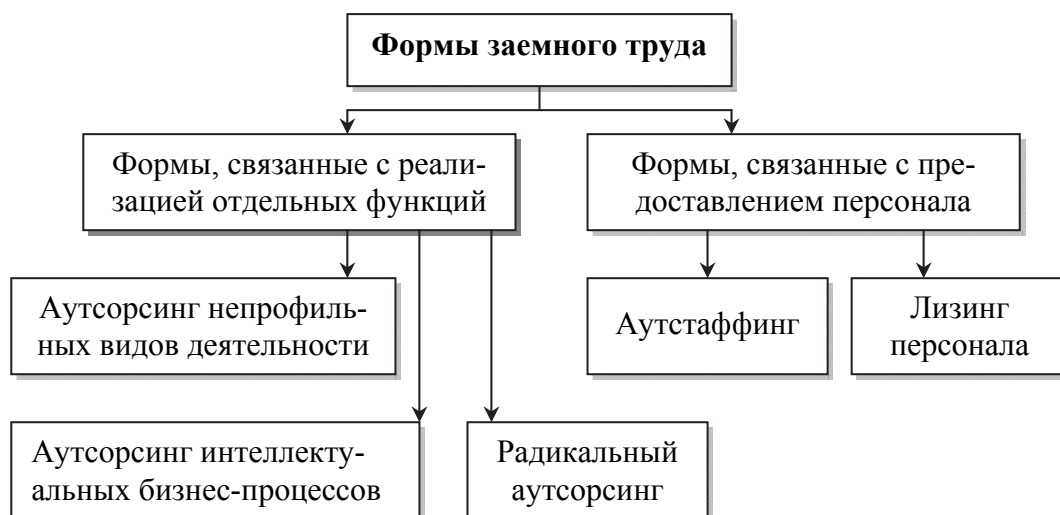 Формы заемного труда
Формы, связанные с реали-
зацией отдельных функций
Формы, связанные с пре-
доставлением персонала
Аутсорсинг непрофиль-
ных видов деятельности
Аутстаффинг
Лизинг
персонала
Аутсорсинг интеллекту-
альных бизнес-процессов
Радикальный
аутсорсинг